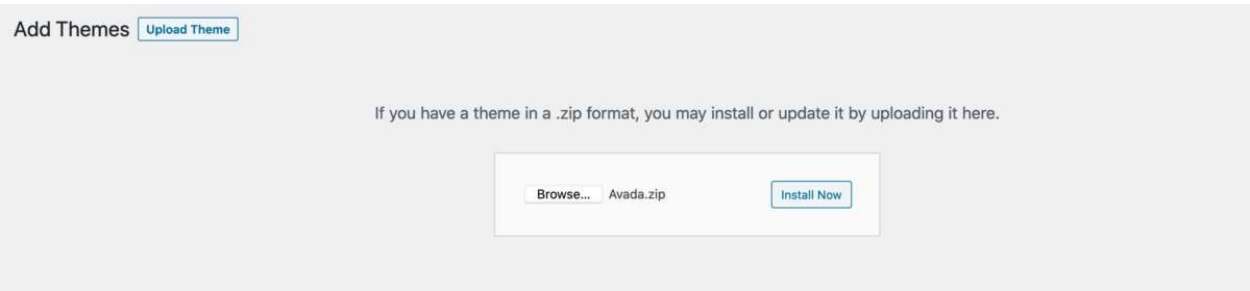 Add Themes Upload Theme
If you have a theme in a .zip format, you may install or update it by uploading it here.
Browse... Avada.zip Install Now